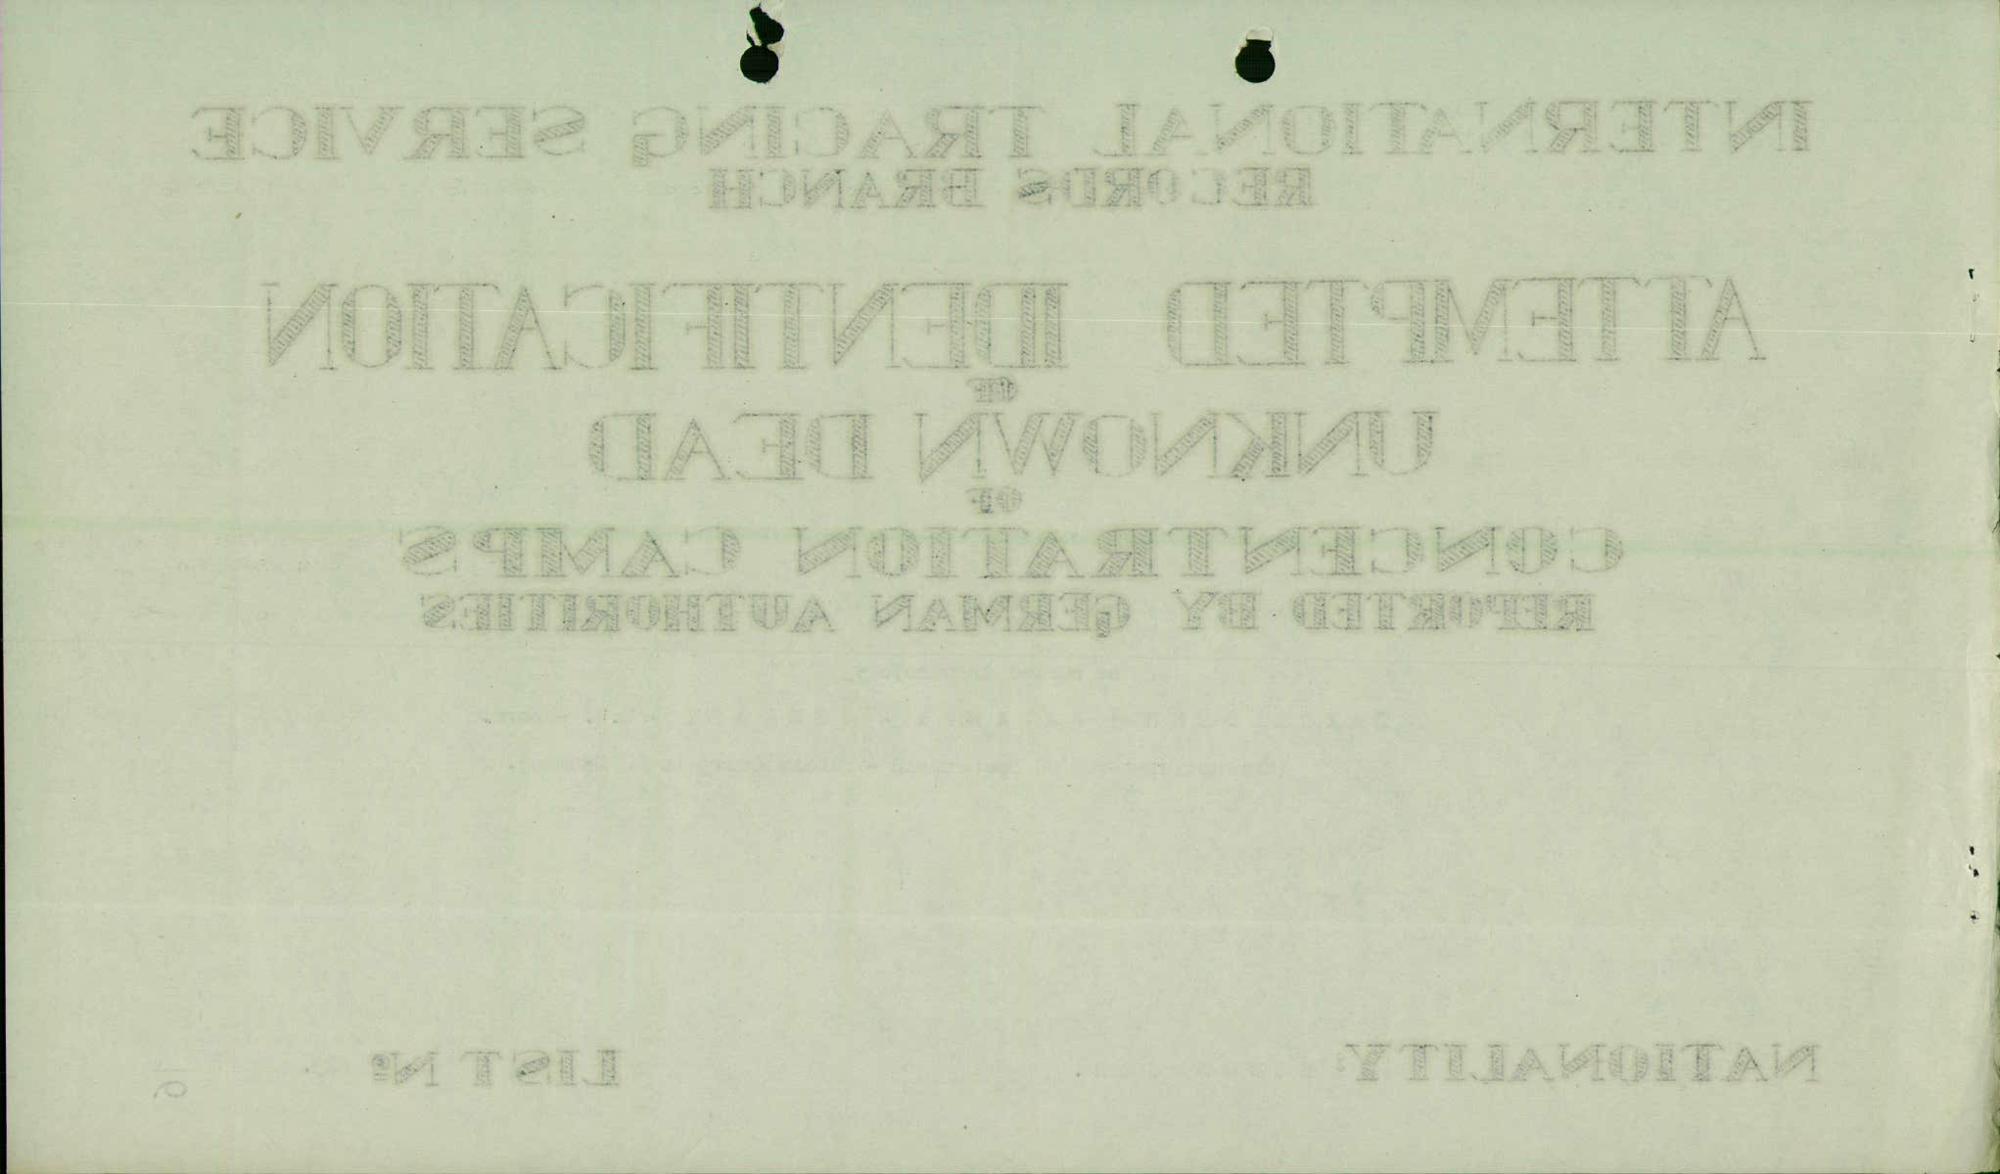 INTERNATIONAL TRACING SERVICE
RECORDS BRANCH
ATTEMPTED IDENTIFICATION
OF
UNKNOWN DEAD
OF
CONCENTRATION CAMPS
REPORTED BY GERMAN AUTHORITIES
NATIONALITY:
LIST Nº